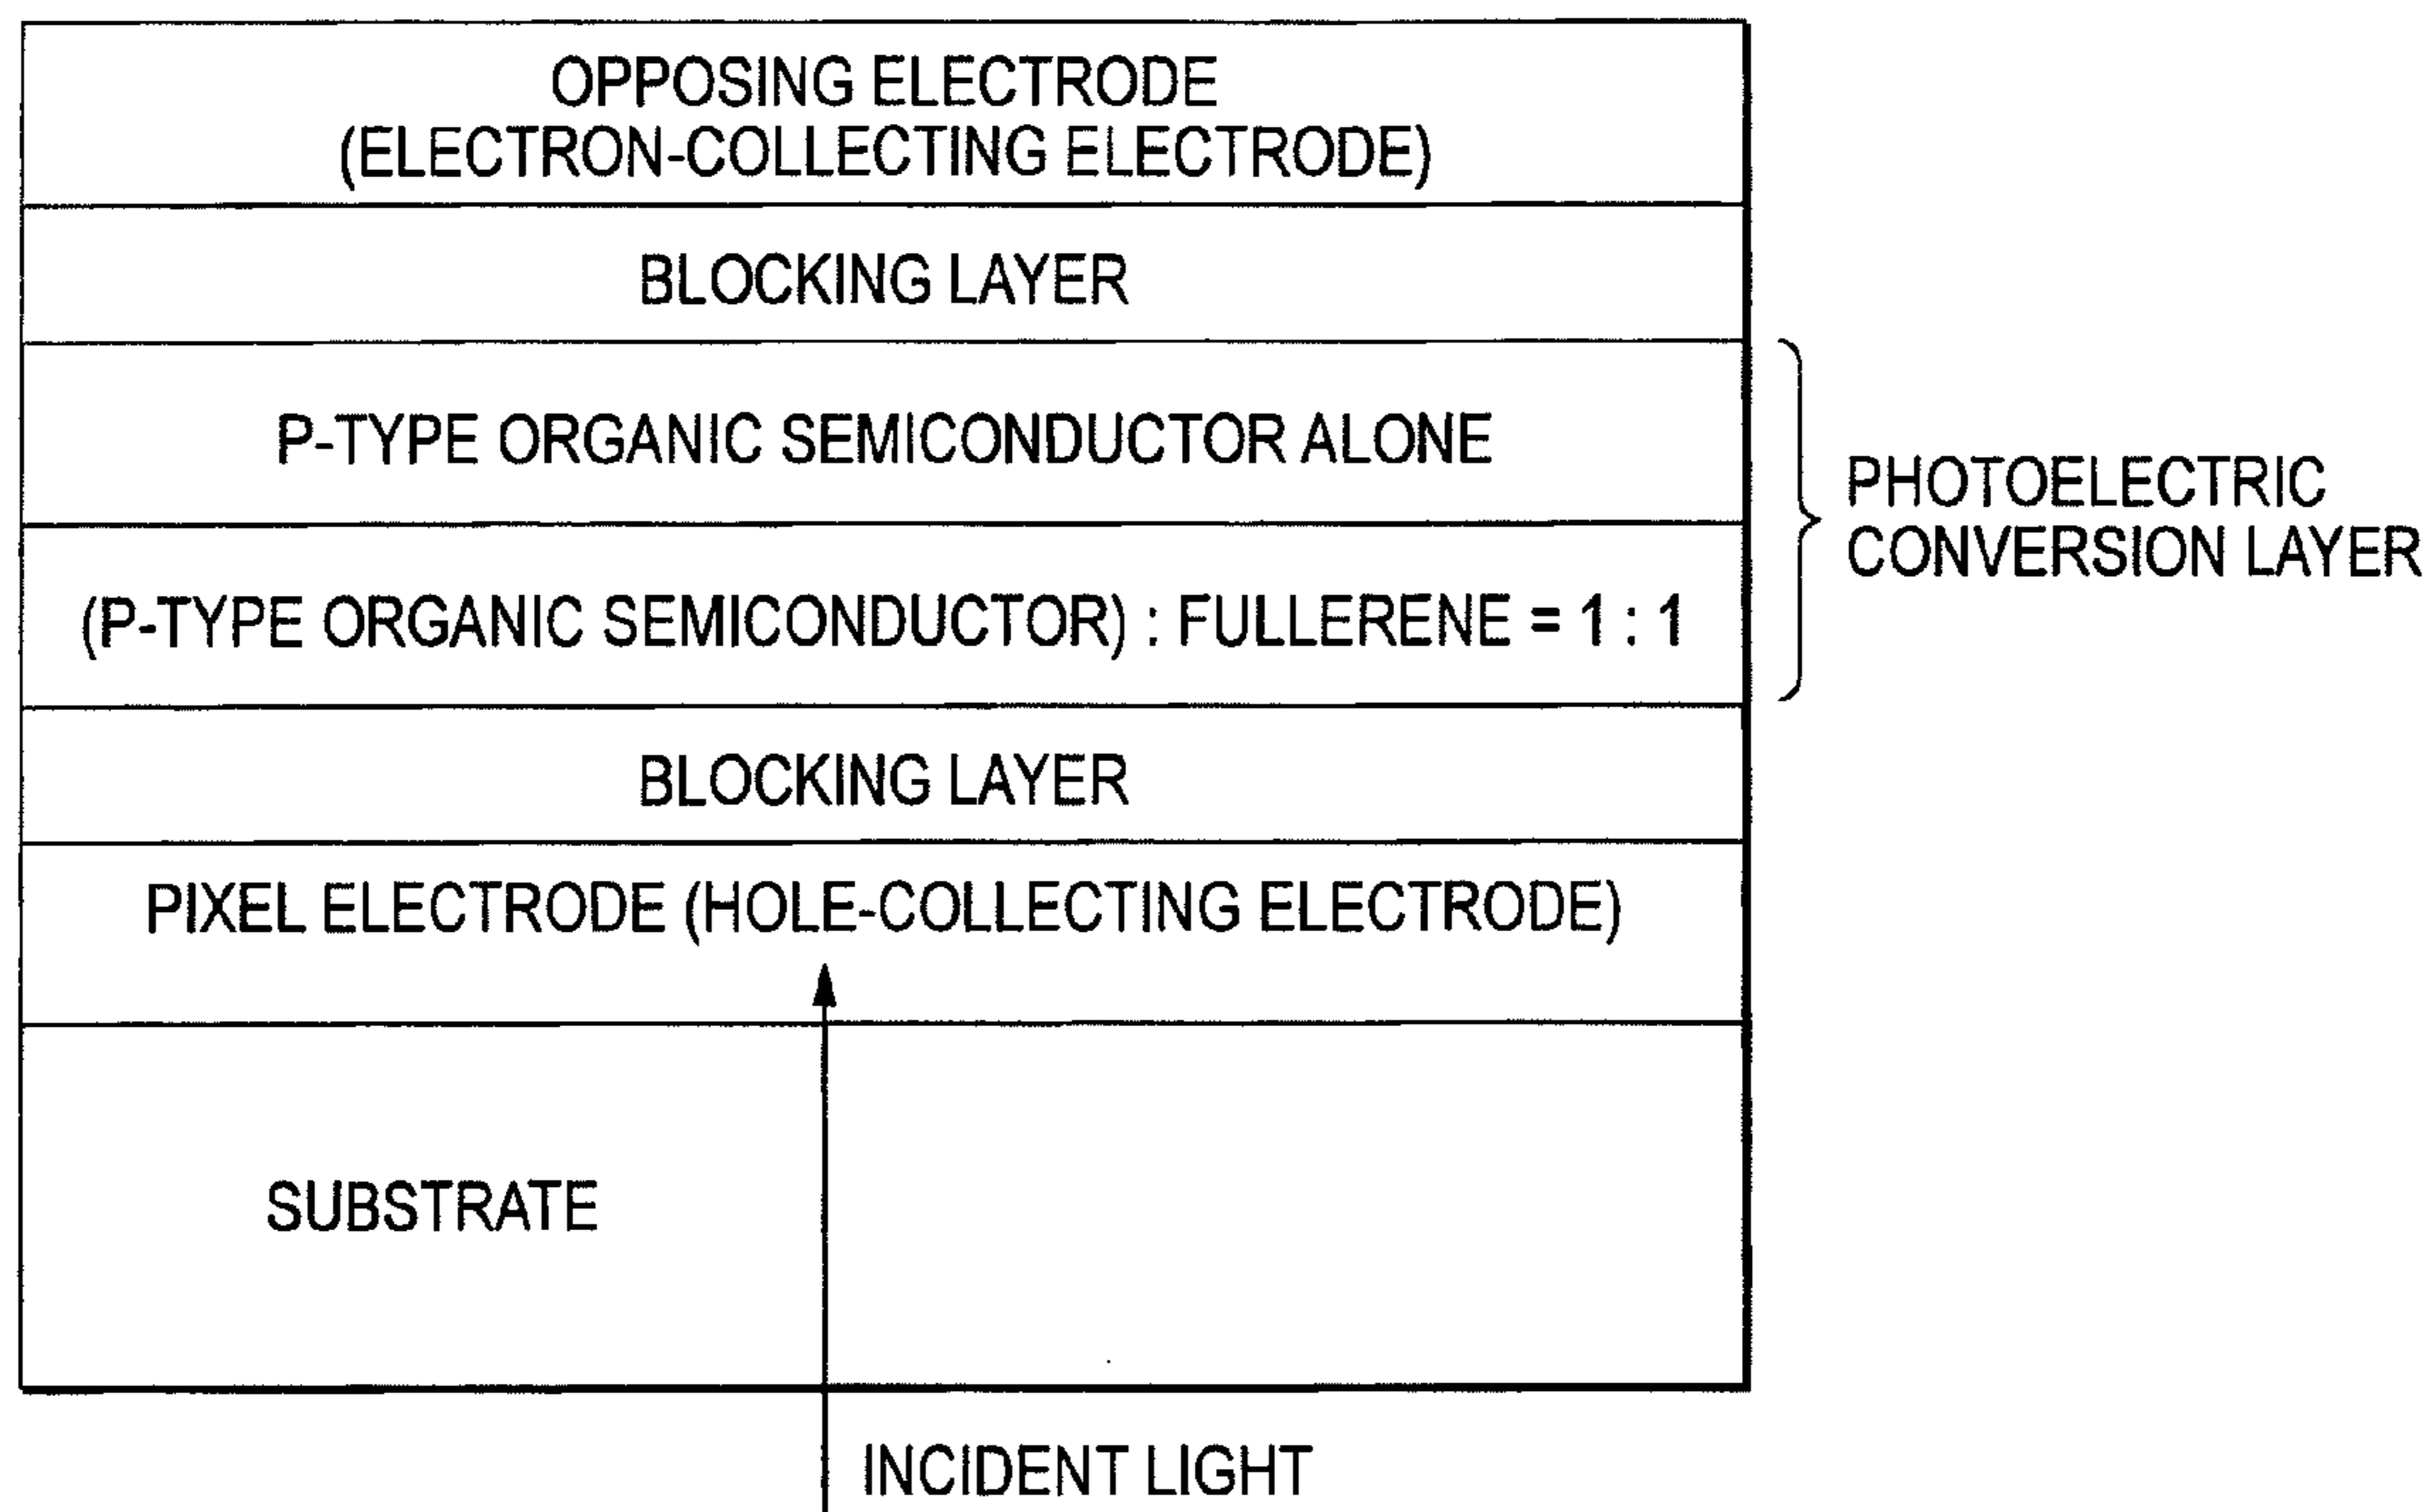 OPPOSING ELECTRODE
(ELECTRON-COLLECTING ELECTRODE)
BLOCKING LAYER
P-TYPE ORGANIC SEMICONDUCTOR ALONE
(P-TYPE ORGANIC SEMICONDUCTOR) : FULLERENE = 1 : 1
PHOTOELECTRIC
CONVERSION LAYER
BLOCKING LAYER
PIXEL ELECTRODE (HOLE-COLLECTING ELECTRODE)
SUBSTRATE
INCIDENT LIGHT